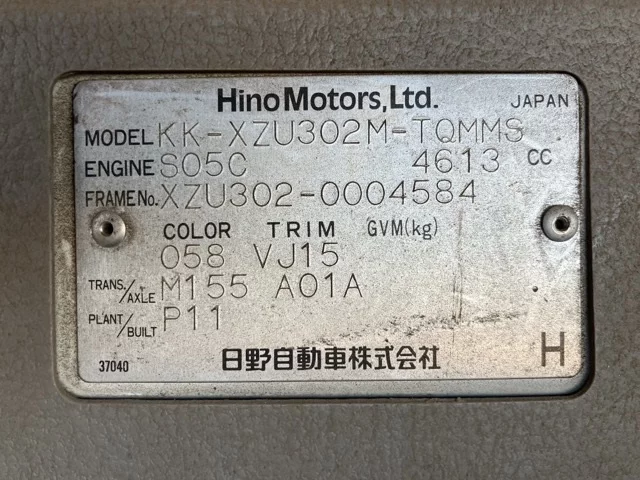 Hino Motors, Ltd. JAPAN
MODEL KK-XZU302M-TQMMS
ENGINE S05C 4613 CC
FRAME No. XZU302-0004584
COLOR TRIM GVM(kg)
058 VJ15
TRANS./AXLE M155 A01A
PLANT/BUILT P11
37040 日野自動車株式会社 H